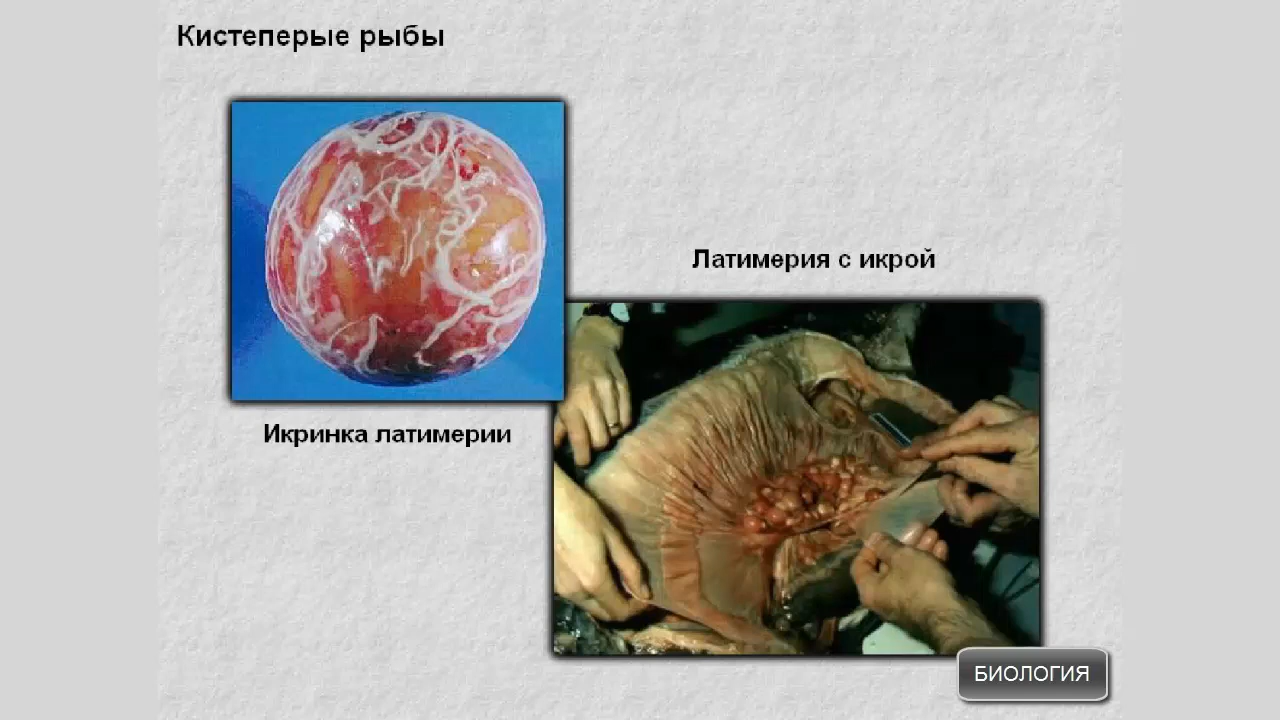 Кистеперые рыбы
Латимерия с икрой
Икринка латимерии
БИОЛОГИЯ